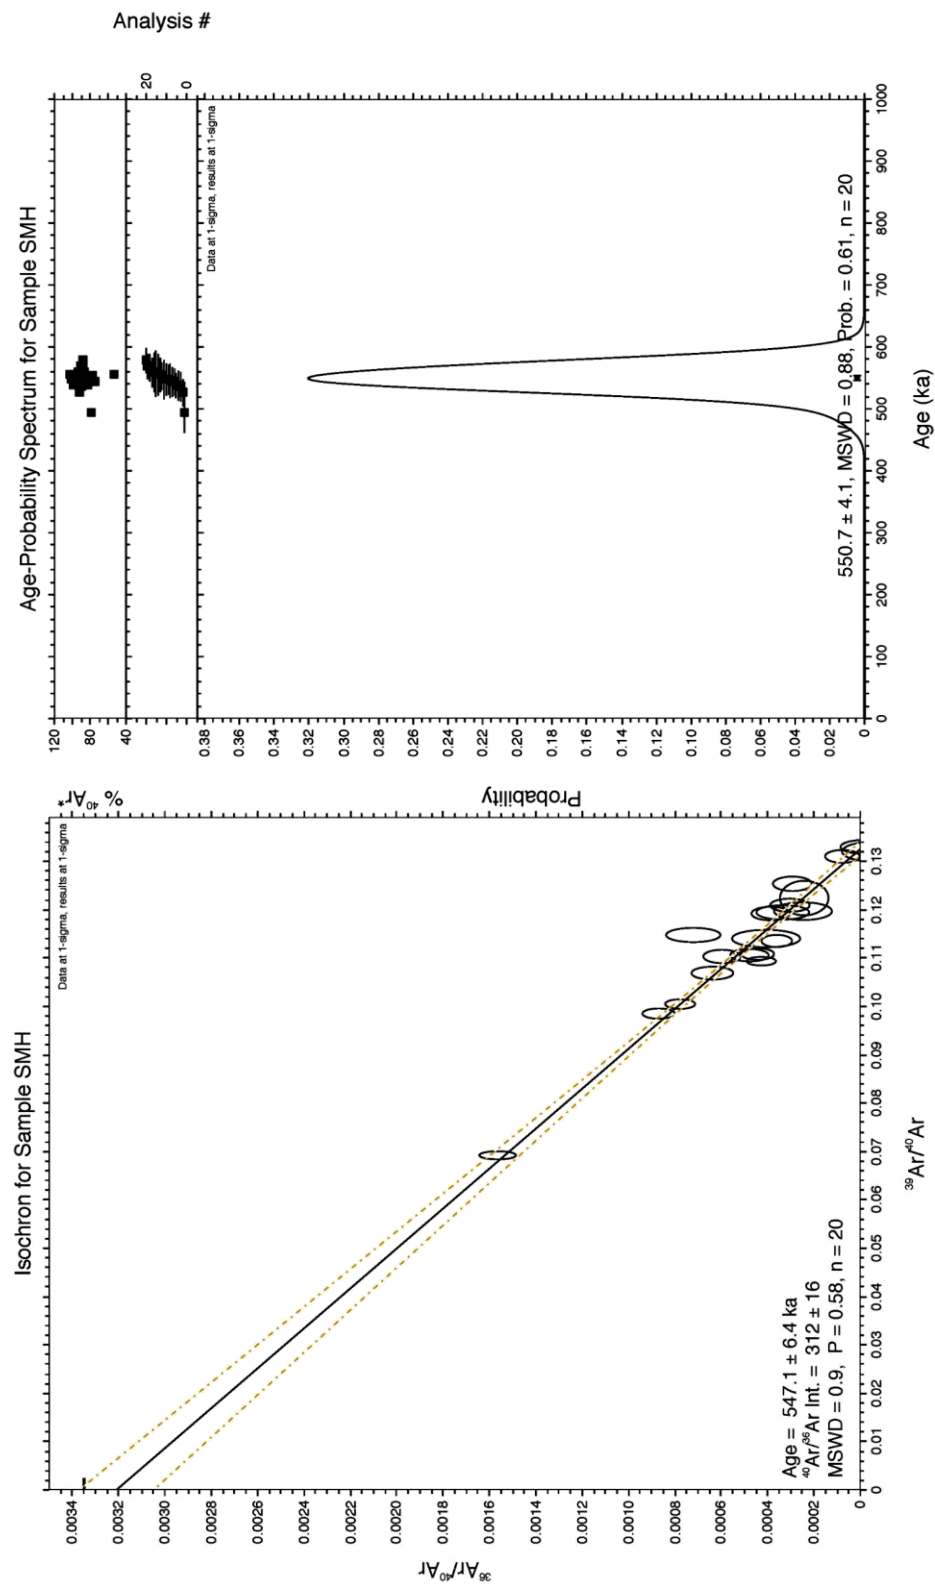 Isochron for Sample SMH
Data at 1-sigma, results at 1-sigma
³⁶Ar/⁴⁰Ar
0.0034
0.0032
0.0030
0.0028
0.0026
0.0024
0.0022
0.0020
0.0018
0.0016
0.0014
0.0012
0.0010
0.0008
0.0006
0.0004
0.0002
0
Age = 547.1 ± 6.4 ka
⁴⁰Ar/³⁶Ar Int. = 312 ± 16
MSWD = 0.9, P = 0.58, n = 20
0 0.01 0.02 0.03 0.04 0.05 0.06 0.07 0.08 0.09 0.10 0.11 0.12 0.13
³⁹Ar/⁴⁰Ar
Age-Probability Spectrum for Sample SMH
% ⁴⁰Ar*
120
80
40
Analysis #
20
0
Data at 1-sigma, results at 1-sigma
Probability
0.38
0.36
0.34
0.32
0.30
0.28
0.26
0.24
0.22
0.20
0.18
0.16
0.14
0.12
0.10
0.08
0.06
0.04
0.02
0
550.7 ± 4.1, MSWD = 0.88, Prob. = 0.61, n = 20
0 100 200 300 400 500 600 700 800 900 1000
Age (ka)